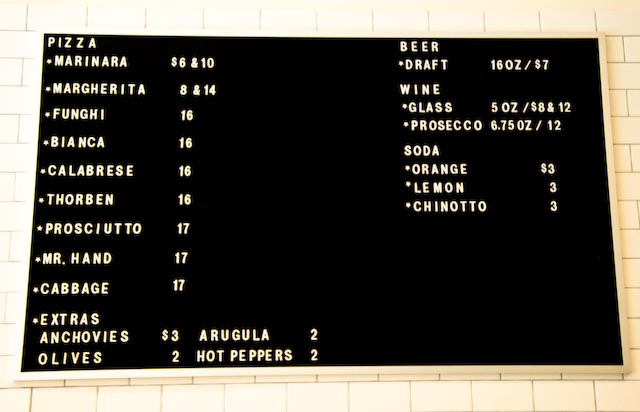 PIZZA
*MARINARA $6 & 10
*MARGHERITA 8 & 14
*FUNGHI 16
*BIANCA 16
*CALABRESE 16
*THORBEN 16
*PROSCIUTTO 17
*MR. HAND 17
*CABBAGE 17
*EXTRAS
ANCHOVIES $3 ARUGULA 2
OLIVES 2 HOT PEPPERS 2
BEER
*DRAFT 16OZ/$7
WINE
*GLASS 5 OZ/$8 & 12
*PROSECCO 6.75OZ/ 12
SODA
*ORANGE $3
*LEMON 3
*CHINOTTO 3